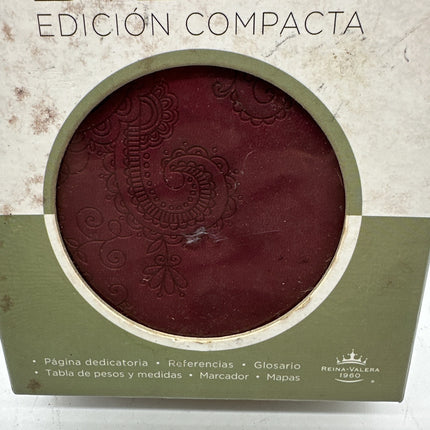 EDICIÓN COMPACTA
• Página dedicatoria • Referencias • Glosario
• Tabla de pesos y medidas • Marcador • Mapas
REINA-VALERA
1960